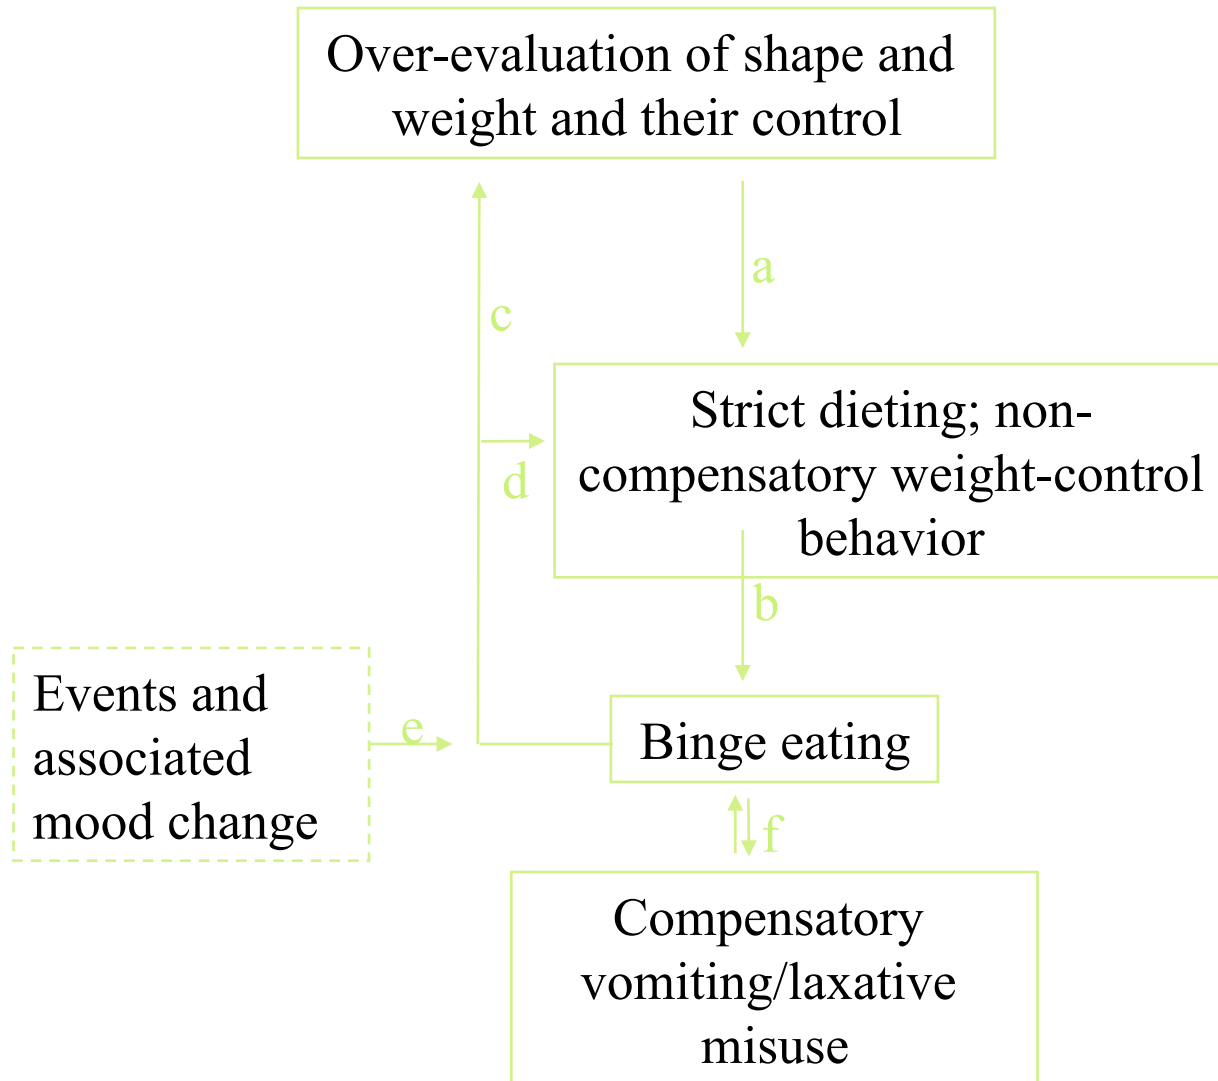 Over-evaluation of shape and
weight and their control
a
c
Strict dieting; non-
compensatory weight-control
behavior
d
b
Events and
associated
mood change
e
Binge eating
f
Compensatory
vomiting/laxative
misuse